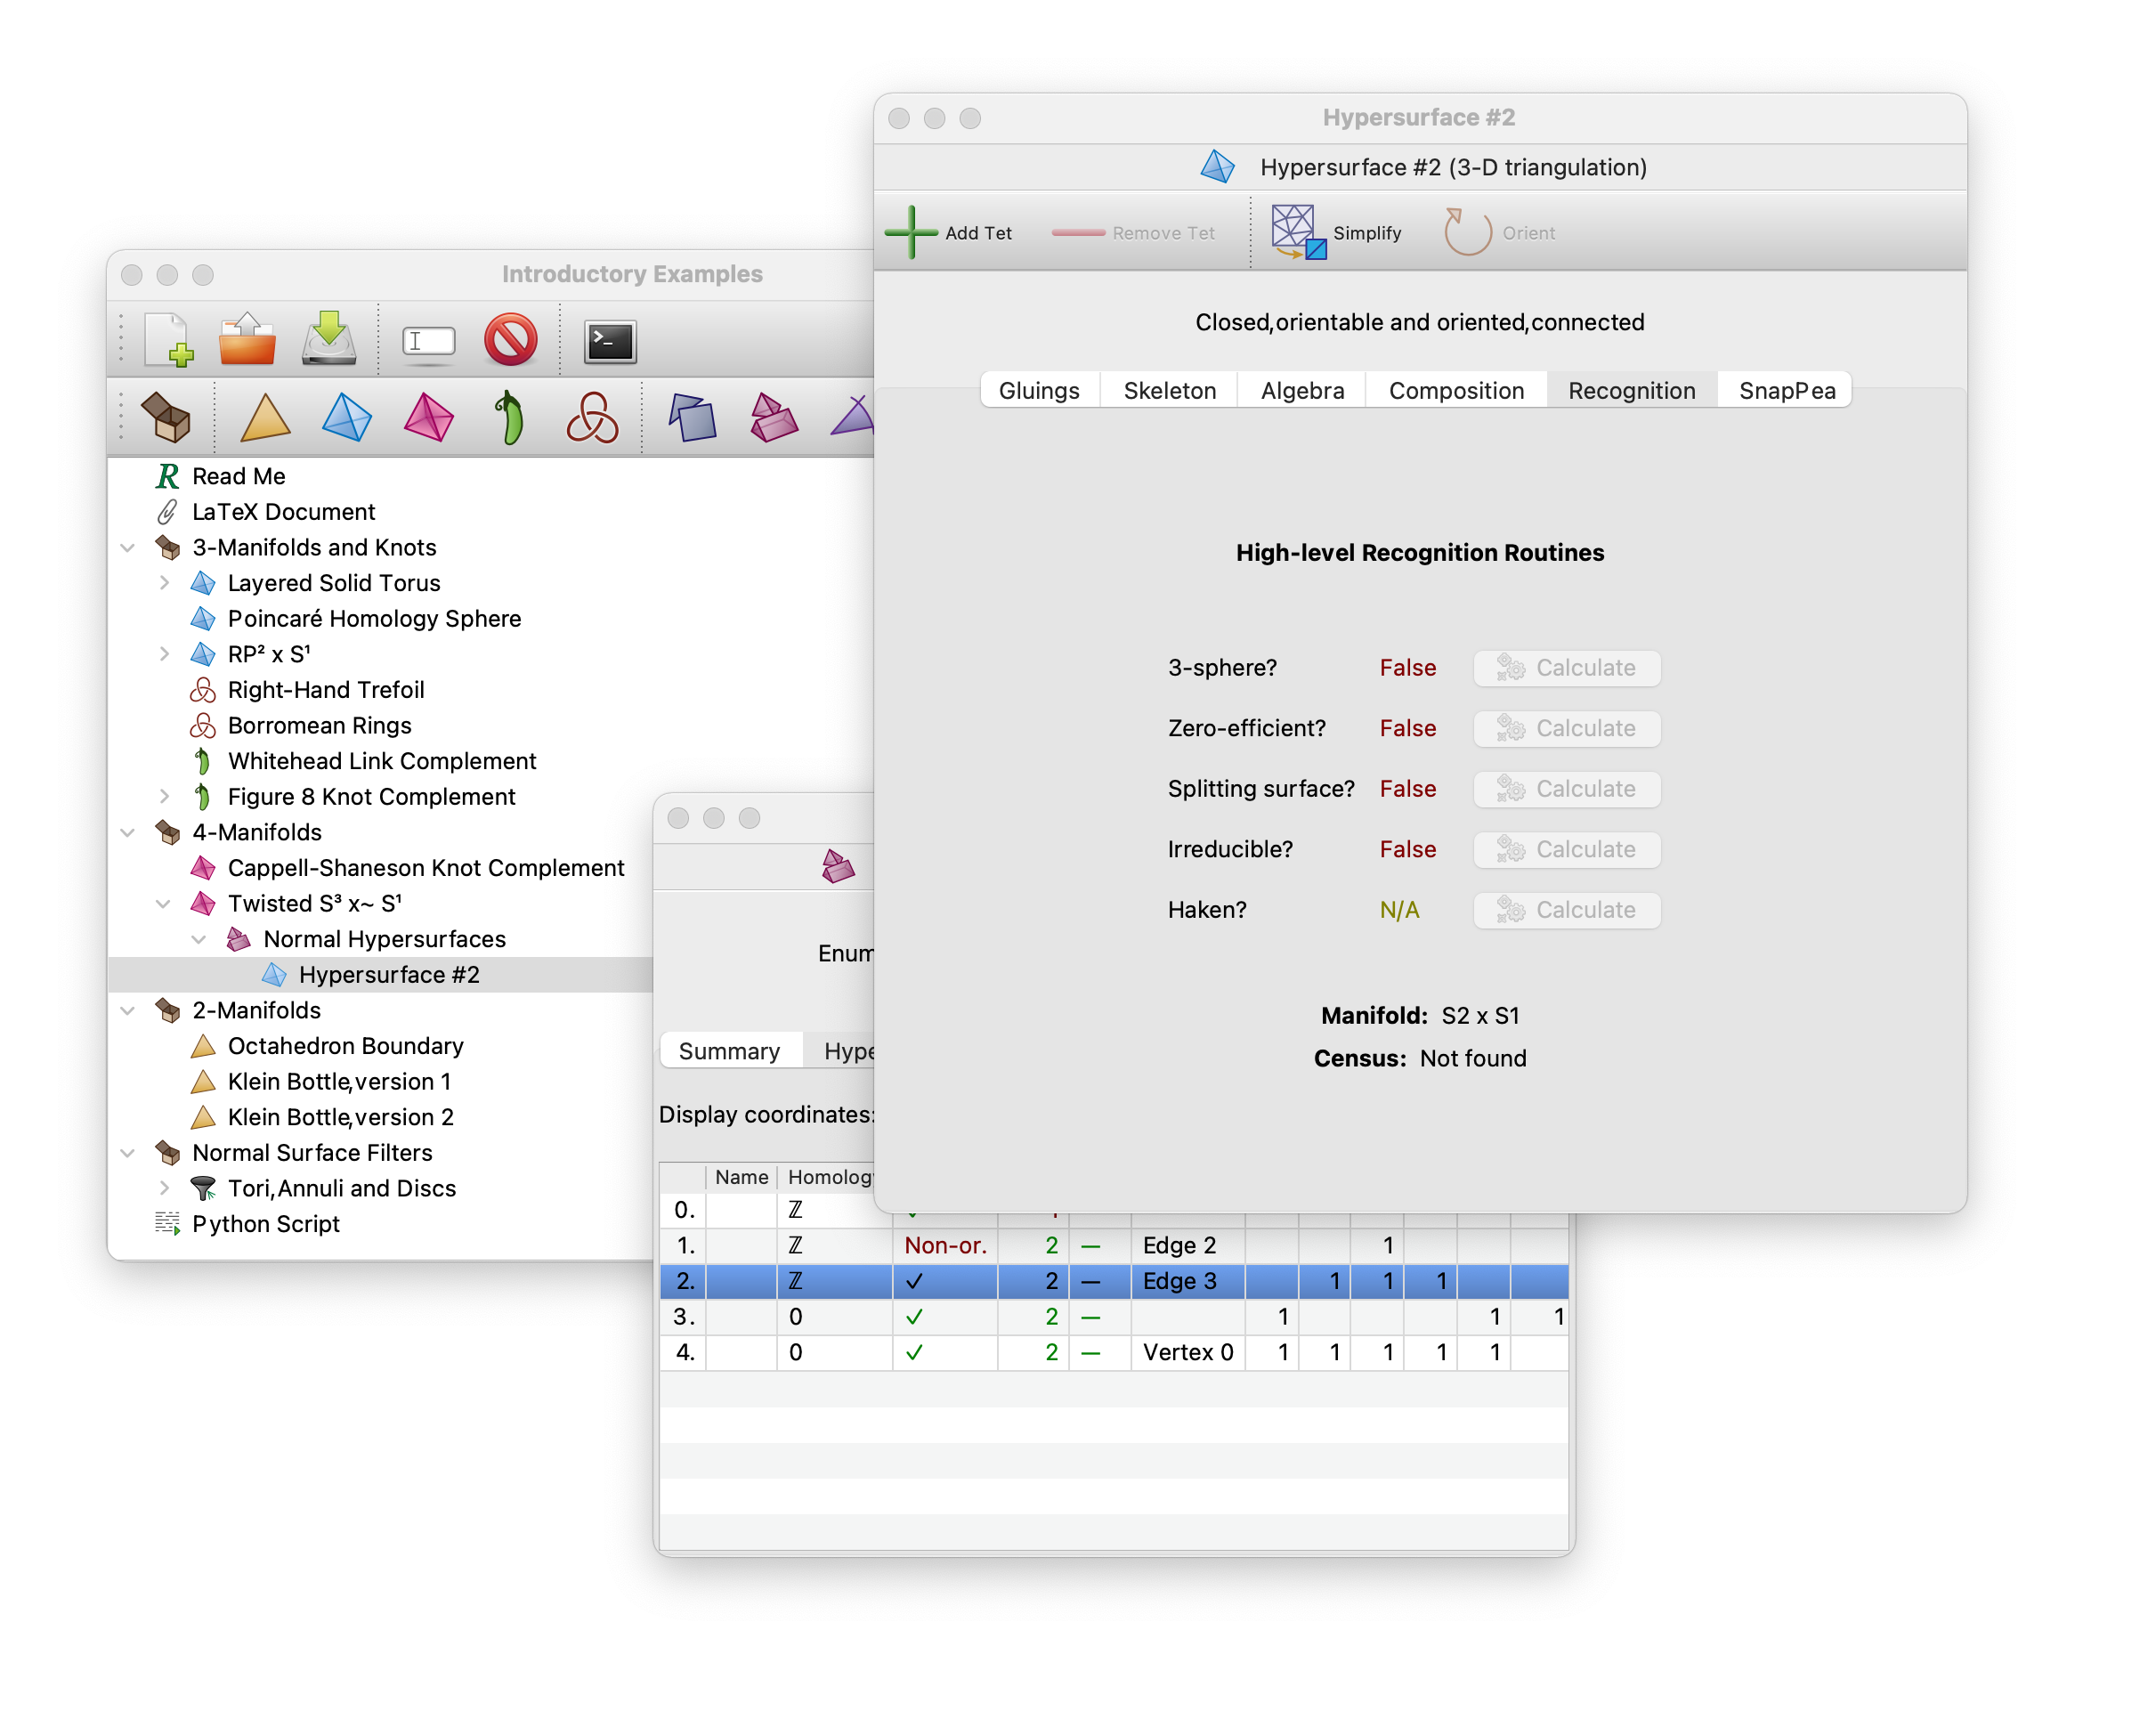 Hypersurface #2
Hypersurface #2 (3-D triangulation)
Add Tet Remove Tet Simplify Orient
Closed,orientable and oriented,connected
Gluings Skeleton Algebra Composition Recognition SnapPea
High-level Recognition Routines
3-sphere? False Calculate
Zero-efficient? False Calculate
Splitting surface? False Calculate
Irreducible? False Calculate
Haken? N/A Calculate
Manifold: S2 x S1
Census: Not found
Introductory Examples
Read Me
LaTeX Document
3-Manifolds and Knots
Layered Solid Torus
Poincaré Homology Sphere
RP² x S¹
Right-Hand Trefoil
Borromean Rings
Whitehead Link Complement
Figure 8 Knot Complement
4-Manifolds
Cappell-Shaneson Knot Complement
Twisted S³ x~ S¹
Normal Hypersurfaces
Hypersurface #2
2-Manifolds
Octahedron Boundary
Klein Bottle,version 1
Klein Bottle,version 2
Normal Surface Filters
Tori,Annuli and Discs
Python Script
Enum
Summary Hype
Display coordinates:
Name Homology
0. ℤ ✓
1. ℤ Non-or. 2 — Edge 2 1
2. ℤ ✓ 2 — Edge 3 1 1 1
3. 0 ✓ 2 — 1 1 1
4. 0 ✓ 2 — Vertex 0 1 1 1 1 1